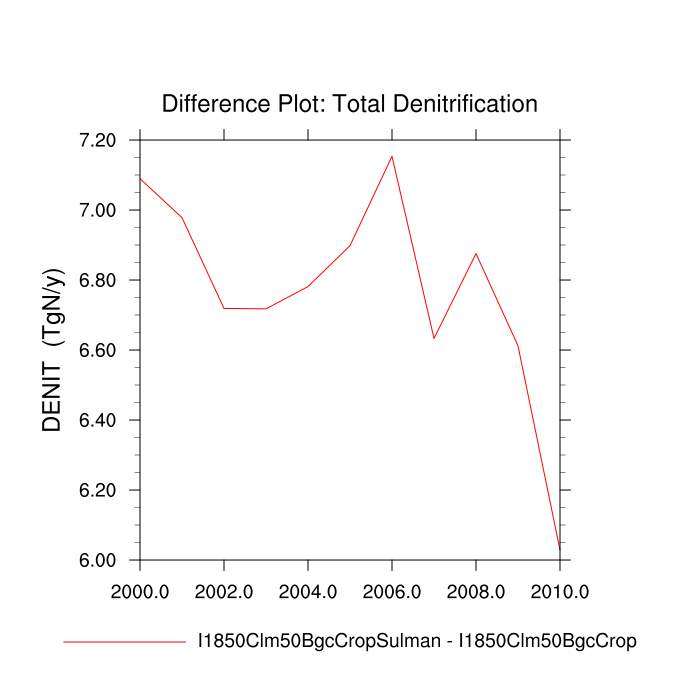 Difference Plot: Total Denitrification
DENIT (TgN/y)
7.20
7.00
6.80
6.60
6.40
6.20
6.00
2000.0 2002.0 2004.0 2006.0 2008.0 2010.0
I1850Clm50BgcCropSulman - I1850Clm50BgcCrop